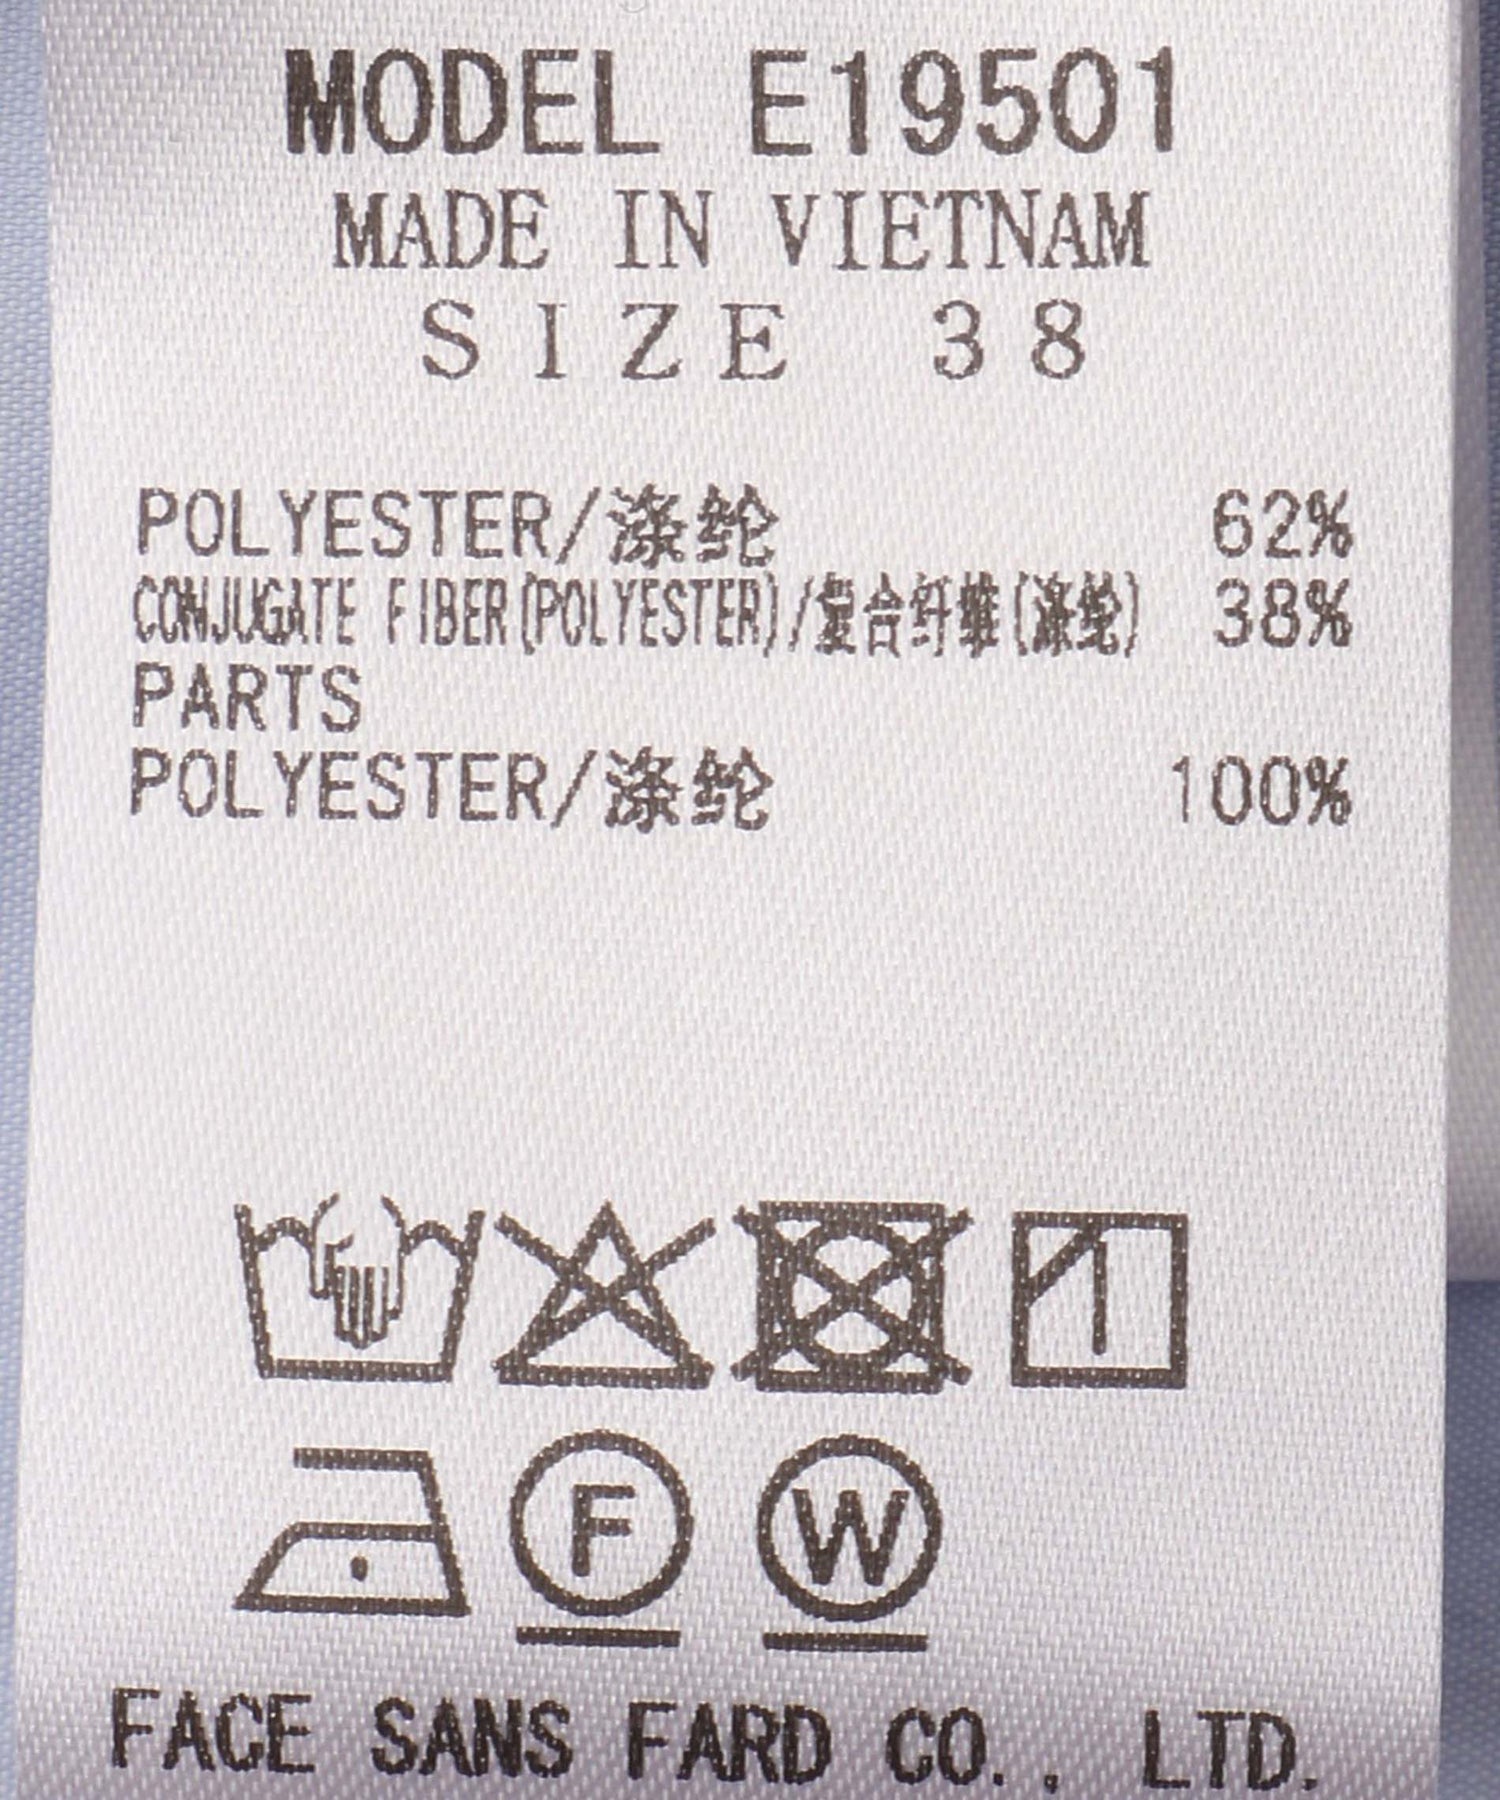 MODEL E19501
MADE IN VIETNAM
SIZE 38
POLYESTER/涤纶 62%
CONJUGATE FIBER(POLYESTER)/复合纤维(涤纶) 38%
PARTS
POLYESTER/涤纶 100%
F W
FACE SANS FARD CO., LTD.